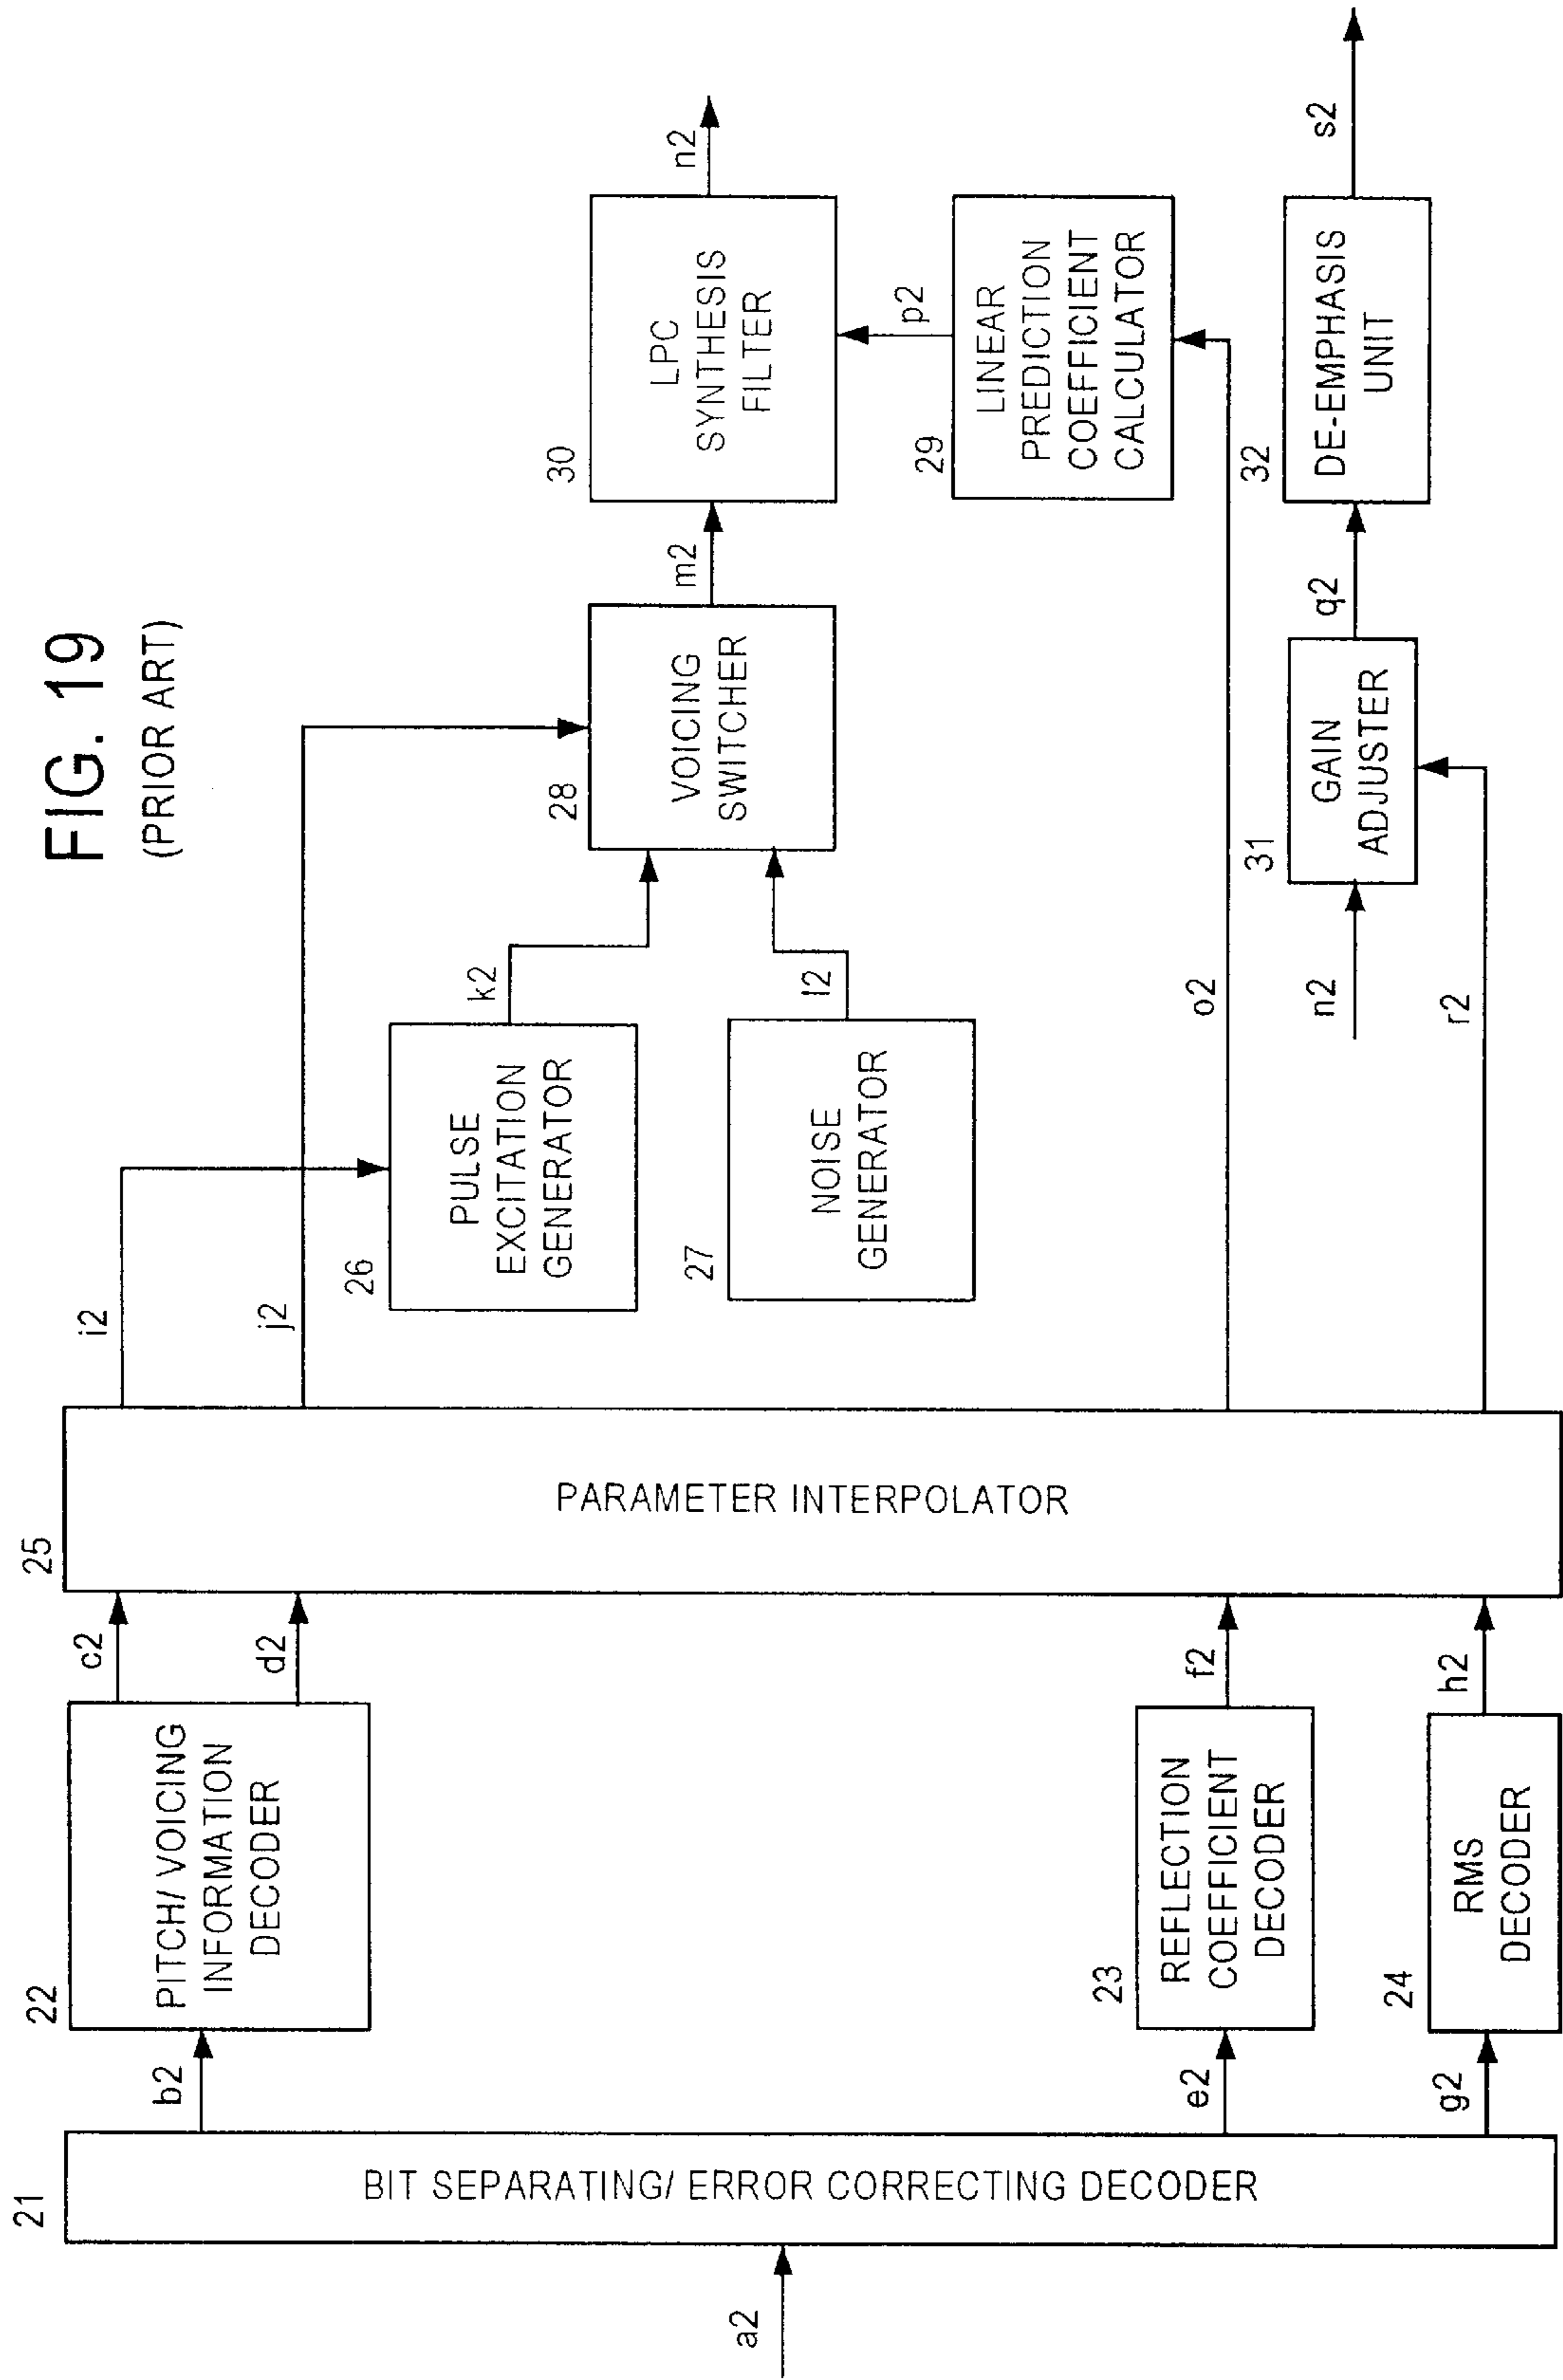 FIG. 19
(PRIOR ART)
a2
21
BIT SEPARATING/ ERROR CORRECTING DECODER
b2
e2
g2
22
PITCH/ VOICING
INFORMATION
DECODER
c2
d2
23
REFLECTION
COEFFICIENT
DECODER
f2
24
RMS
DECODER
h2
25
PARAMETER INTERPOLATOR
i2
j2
o2
r2
26
PULSE
EXCITATION
GENERATOR
k2
27
NOISE
GENERATOR
l2
28
VOICING
SWITCHER
m2
30
LPC
SYNTHESIS
FILTER
n2
p2
29
LINEAR
PREDICTION
COEFFICIENT
CALCULATOR
n2
31
GAIN
ADJUSTER
q2
32
DE-EMPHASIS
UNIT
s2